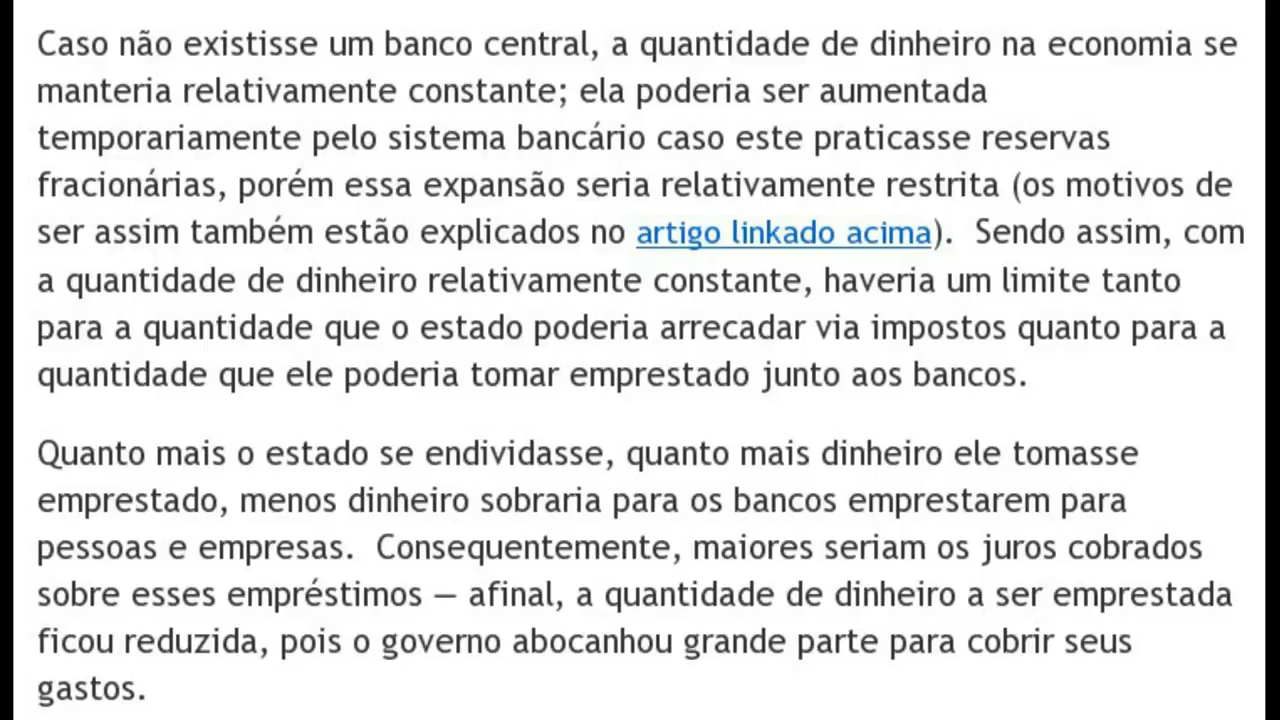 Caso não existisse um banco central, a quantidade de dinheiro na economia se
manteria relativamente constante; ela poderia ser aumentada
temporariamente pelo sistema bancário caso este praticasse reservas
fracionárias, porém essa expansão seria relativamente restrita (os motivos de
ser assim também estão explicados no artigo linkado acima).  Sendo assim, com
a quantidade de dinheiro relativamente constante, haveria um limite tanto
para a quantidade que o estado poderia arrecadar via impostos quanto para a
quantidade que ele poderia tomar emprestado junto aos bancos.
Quanto mais o estado se endividasse, quanto mais dinheiro ele tomasse
emprestado, menos dinheiro sobraria para os bancos emprestarem para
pessoas e empresas.  Consequentemente, maiores seriam os juros cobrados
sobre esses empréstimos — afinal, a quantidade de dinheiro a ser emprestada
ficou reduzida, pois o governo abocanhou grande parte para cobrir seus
gastos.